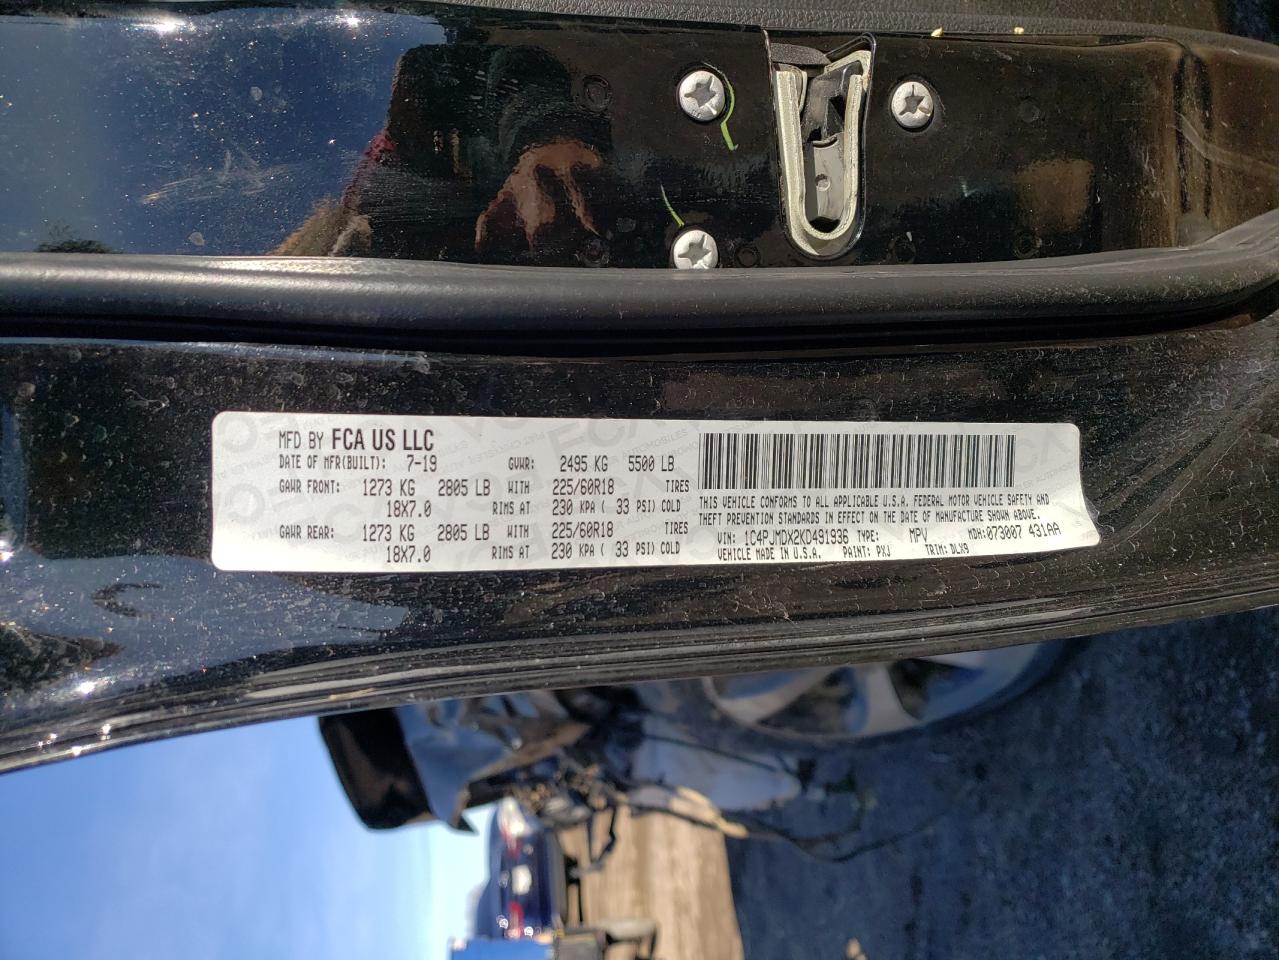 MFD BY FCA US LLC
DATE OF MFR(BUILT): 7-19 GVWR: 2495 KG 5500 LB
GAWR FRONT: 1273 KG 2805 LB WITH 225/60R18 TIRES
18X7.0 RIMS AT 230 KPA ( 33 PSI) COLD
GAWR REAR: 1273 KG 2805 LB WITH 225/60R18 TIRES
18X7.0 RIMS AT 230 KPA ( 33 PSI) COLD
THIS VEHICLE CONFORMS TO ALL APPLICABLE U.S.A. FEDERAL MOTOR VEHICLE SAFETY AND
THEFT PREVENTION STANDARDS IN EFFECT ON THE DATE OF MANUFACTURE SHOWN ABOVE.
VIN: 1C4PJMDX2KD491936 TYPE: MPV MDH:073007 431AA
VEHICLE MADE IN U.S.A. PAINT: PXJ TRIM: DLX9